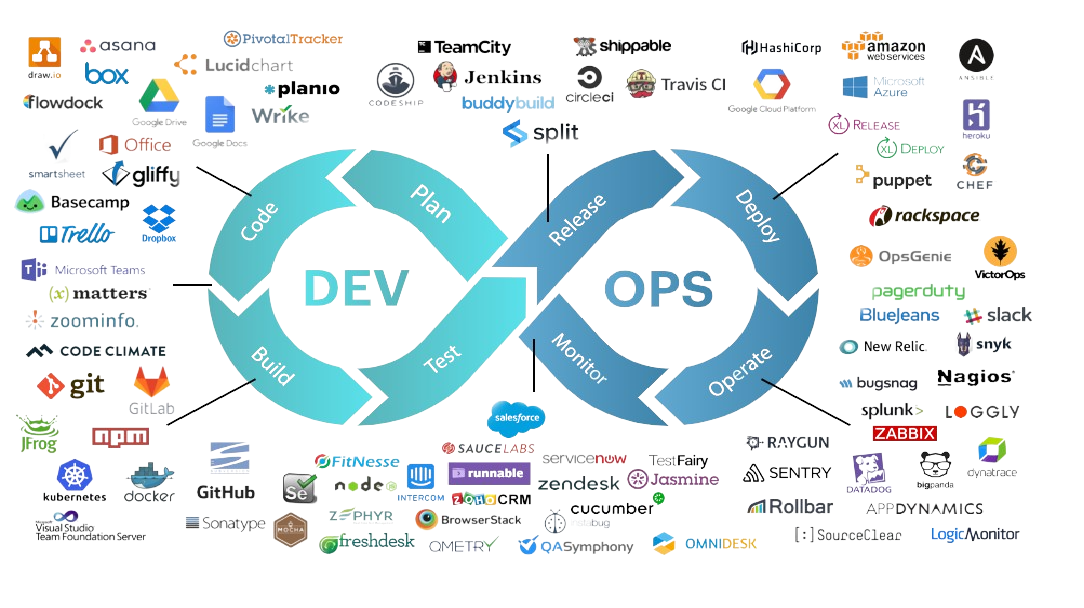 draw.io
asana
PivotalTracker
box
Lucidchart
flowdock
Google Drive
planio
Google Docs
Wrike
smartsheet
Office
gliffy
Basecamp
Trello
Dropbox
Microsoft Teams
(x) matters
zoominfo.
CODE CLIMATE
git
GitLab
JFrog
npm
kubernetes
docker
GitHub
Visual Studio
Team Foundation Server
Sonatype
TeamCity
shippable
CODESHIP
Jenkins
buddybuild
circleci
Travis CI
split
HashiCorp
amazon
webservices
ANSIBLE
Google Cloud Platform
Microsoft
Azure
XL RELEASE
heroku
XL DEPLOY
puppet
CHEF
rackspace
Code
Plan
Release
Deploy
DEV
OPS
Build
Test
Monitor
Operate
OpsGenie
VictorOps
pagerduty
BlueJeans
slack
New Relic.
snyk
bugsnag
Nagios®
splunk>
LOGGLY
ZABBIX
RAYGUN
SENTRY
DATADOG
bigpanda
dynatrace
Rollbar
APPDYNAMICS
[:]SourceClear
LogicMonitor
salesforce
SAUCELABS
FitNesse
Se
node JS
INTERCOM
runnable
servicenow
TestFairy
zendesk
Jasmine
ZOHO CRM
cucumber
instabug
MOCHA
ZEPHYR
BrowserStack
freshdesk
QMETRY
QASymphony
OMNIDESK